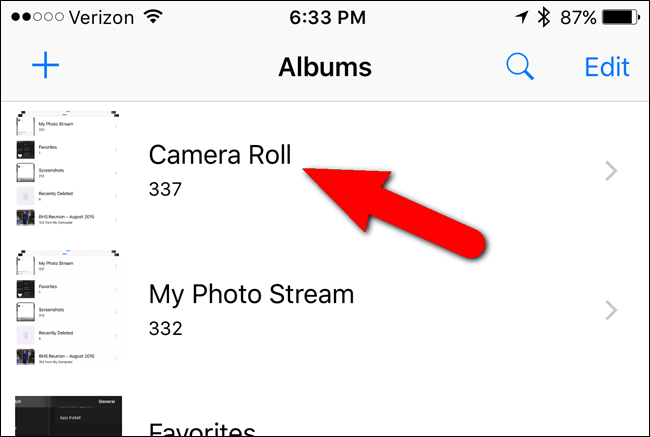 Verizon 6:33 PM 87%
Albums Edit
My Photo Stream
Favorites
Screenshots
Recently Deleted
BHS Reunion - August 2015
Camera Roll
337
My Photo Stream
Favorites
Screenshots
Recently Deleted
BHS Reunion - August 2015
My Photo Stream
332
General
App Install
Favorites